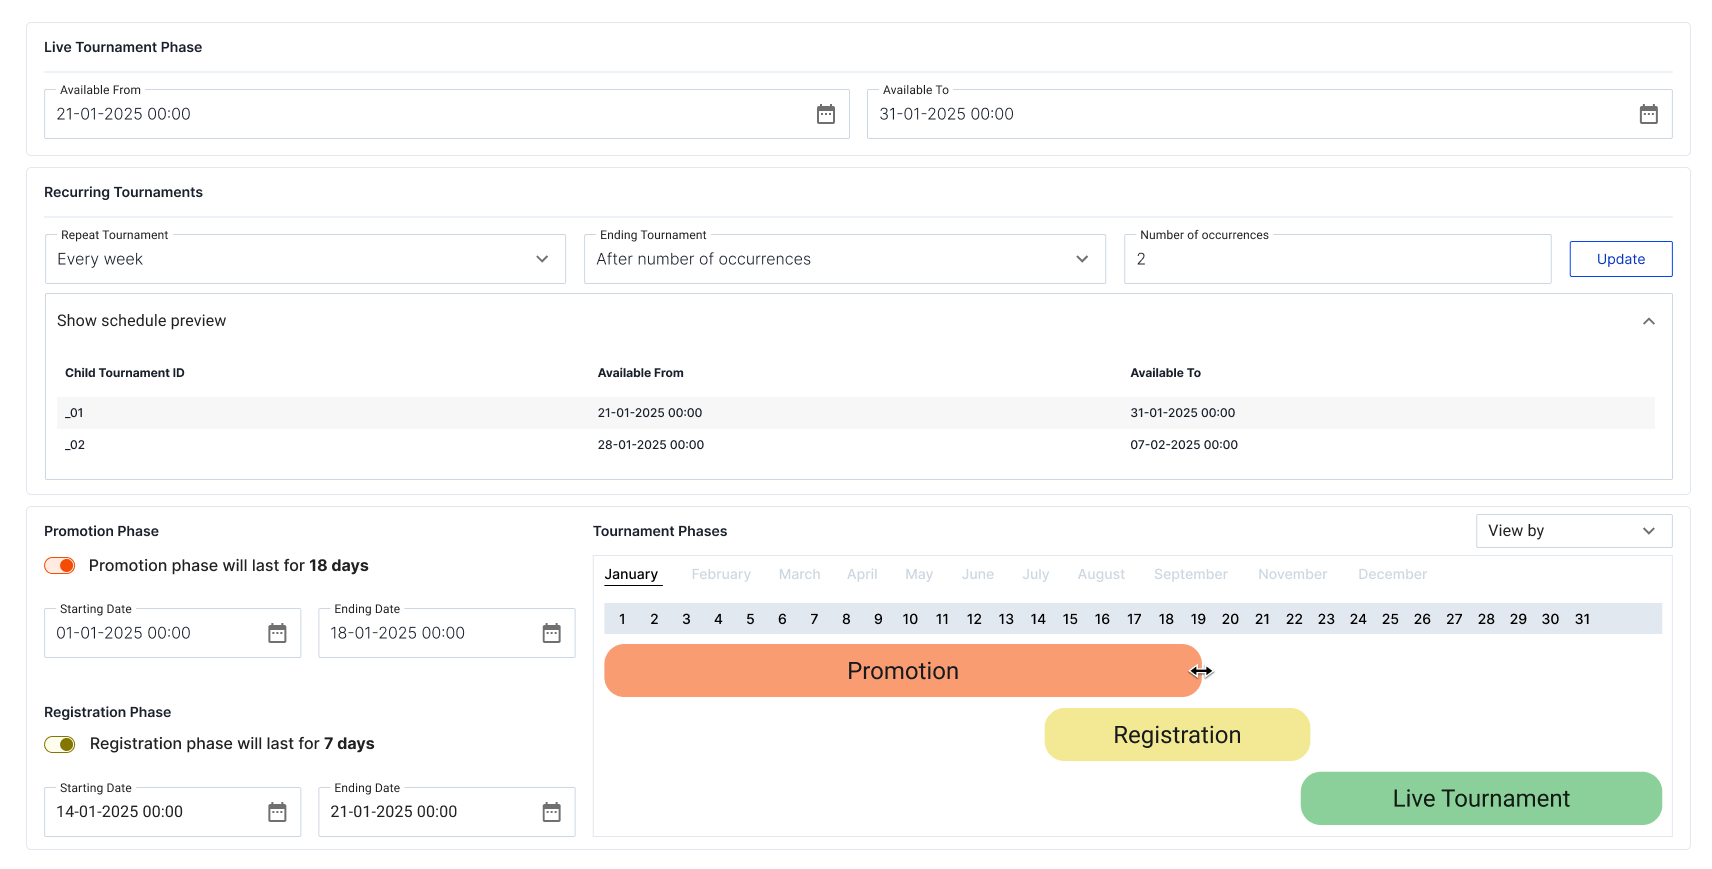 Live Tournament Phase
Available From
21-01-2025 00:00
Available To
31-01-2025 00:00
Recurring Tournaments
Repeat Tournament
Every week
Ending Tournament
After number of occurrences
Number of occurrences
2
Update
Show schedule preview
Child Tournament ID Available From Available To
_01 21-01-2025 00:00 31-01-2025 00:00
_02 28-01-2025 00:00 07-02-2025 00:00
Promotion Phase
Promotion phase will last for 18 days
Starting Date
01-01-2025 00:00
Ending Date
18-01-2025 00:00
Registration Phase
Registration phase will last for 7 days
Starting Date
14-01-2025 00:00
Ending Date
21-01-2025 00:00
Tournament Phases
View by
January February March April May June July August September November December
1 2 3 4 5 6 7 8 9 10 11 12 13 14 15 16 17 18 19 20 21 22 23 24 25 26 27 28 29 30 31
Promotion
Registration
Live Tournament